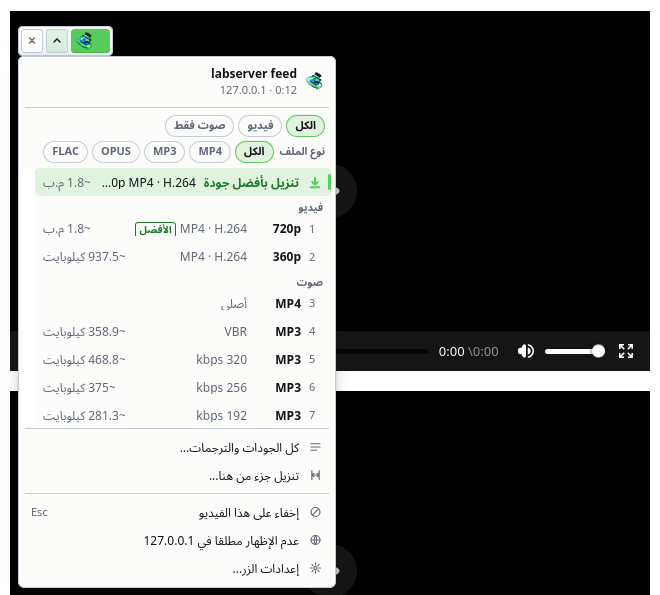 labserver feed
127.0.0.1 · 0:12
الكل فيديو صوت فقط
نوع الملف الكل MP4 MP3 OPUS FLAC
تنزيل بأفضل جودة ...0p MP4 · H.264 ~1.8 م.ب
فيديو
1 720p MP4 · H.264 الأفضل ~1.8 م.ب
2 360p MP4 · H.264 ~937.5 كيلوبايت
صوت
3 MP4 أصلي
4 MP3 VBR ~358.9 كيلوبايت
5 MP3 320 kbps ~468.8 كيلوبايت
6 MP3 256 kbps ~375 كيلوبايت
7 MP3 192 kbps ~281.3 كيلوبايت
كل الجودات والترجمات...
تنزيل جزء من هنا...
إخفاء على هذا الفيديو Esc
عدم الإظهار مطلقا في 127.0.0.1
إعدادات الزر...
0:00 \0:00